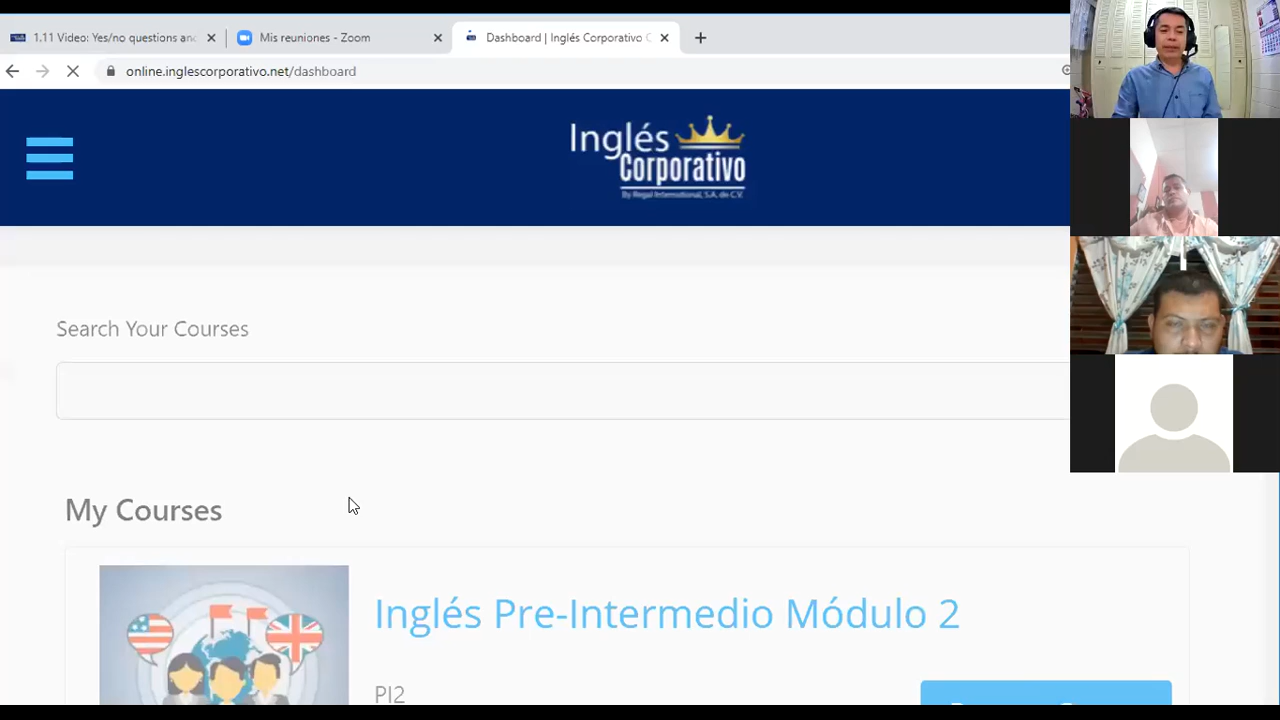 1.11 Video: Yes/no questions an
Mis reuniones - Zoom
Dashboard | Inglés Corporativo
online.inglescorporativo.net/dashboard
Inglés
Corporativo
By Regal International, S.A. de C.V.
Search Your Courses
My Courses
Inglés Pre-Intermedio Módulo 2
PI2